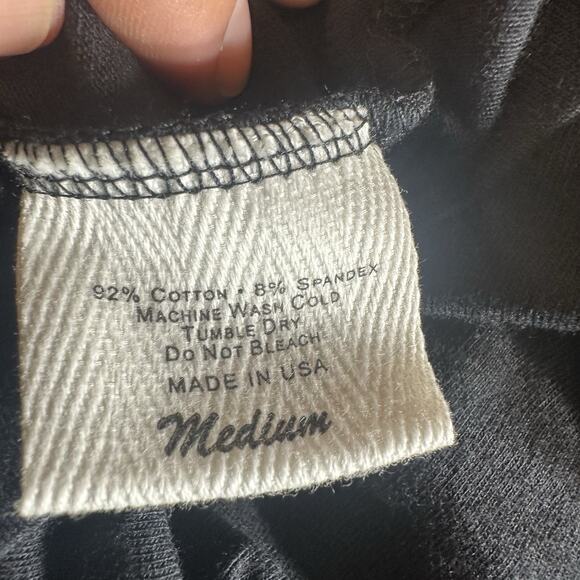 92% COTTON • 8% SPANDEX
MACHINE WASH COLD
TUMBLE DRY
DO NOT BLEACH
MADE IN USA
Medium